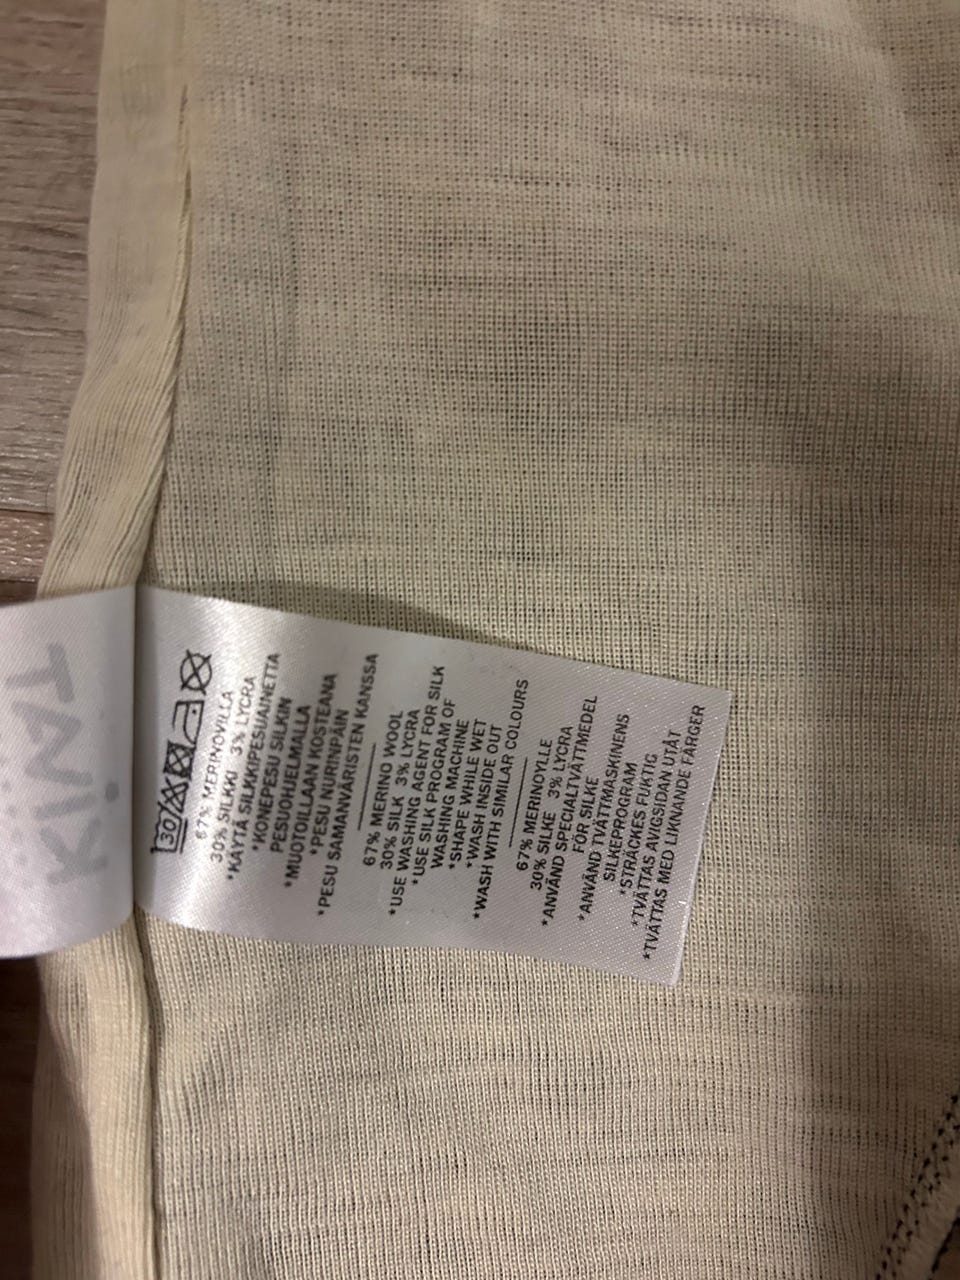 30
67% MERINOVILLA
30% SILKKI 3% LYCRA
*KÄYTÄ SILKKIPESUAINETTA
*KONEPEPESU SILKIN
PESUOHJELMALLA
*MUOTOILLAAN KOSTEANA
*PESU NURINPÄIN
*PESU SAMANVÄRISTEN KANSSA
67% MERINO WOOL
30% SILK 3% LYCRA
*USE WASHING AGENT FOR SILK
*USE SILK PROGRAM OF
WASHING MACHINE
*SHAPE WHILE WET
*WASH INSIDE OUT
*WASH WITH SIMILAR COLOURS
67% MERINOYLLE
30% SILKE 3% LYCRA
*ANVÄND SPECIALTVÄTTMEDEL
FOR SILKE
*ANVÄND TVÄTTMASKINENS
SILKEPROGRAM
*STRÄCKES FUKTIG
*TVÄTTAS AVIGSIDAN UTÅT
*TVÄTTAS MED LIKNANDE FÄRGER